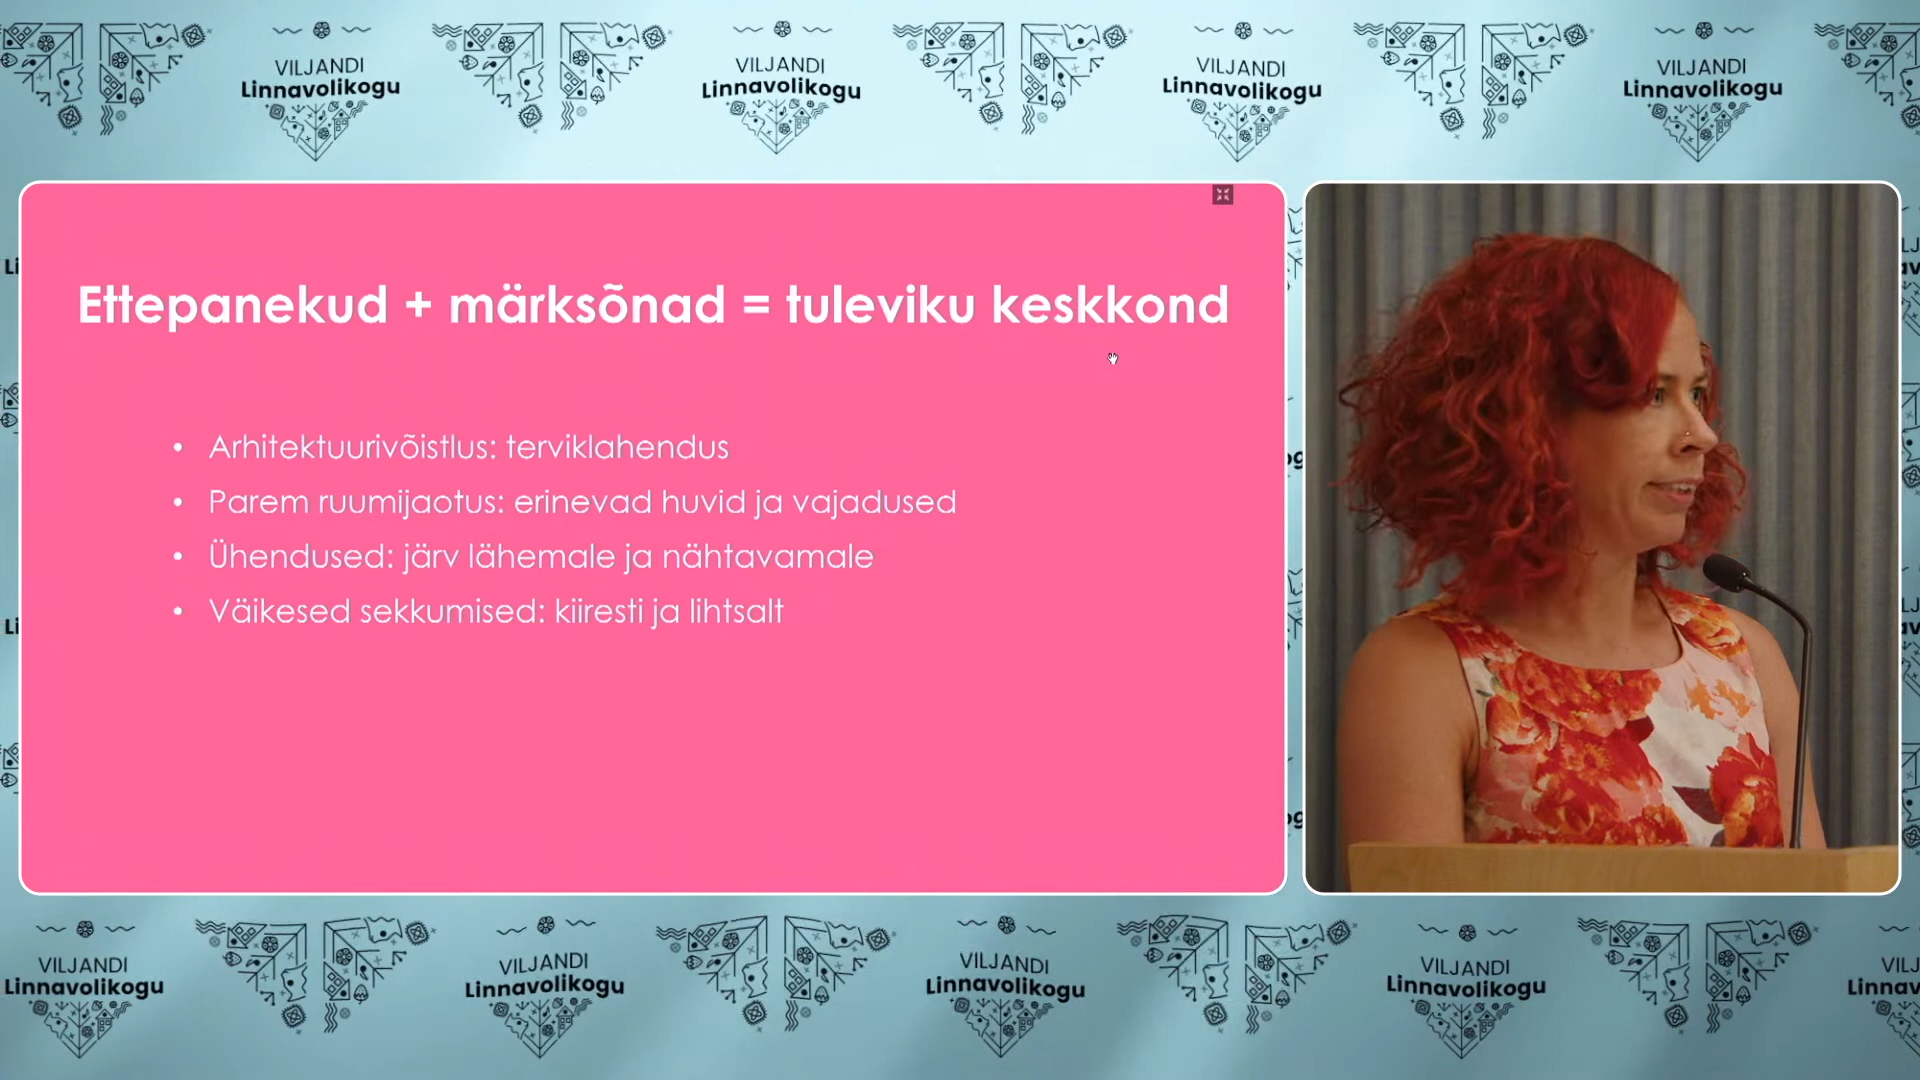 VILJANDI
Linnavolikogu
VILJANDI
Linnavolikogu
VILJANDI
Linnavolikogu
VILJANDI
Linnavolikogu
Ettepanekud + märksõnad = tuleviku keskkond
• Arhitektuurivõistlus: terviklahendus
• Parem ruumijaotus: erinevad huvid ja vajadused
• Ühendused: järv lähemale ja nähtavamale
• Väikesed sekkumised: kiiresti ja lihtsalt
VILJANDI
Linnavolikogu
VILJANDI
Linnavolikogu
VILJANDI
Linnavolikogu
VILJANDI
Linnavolikogu